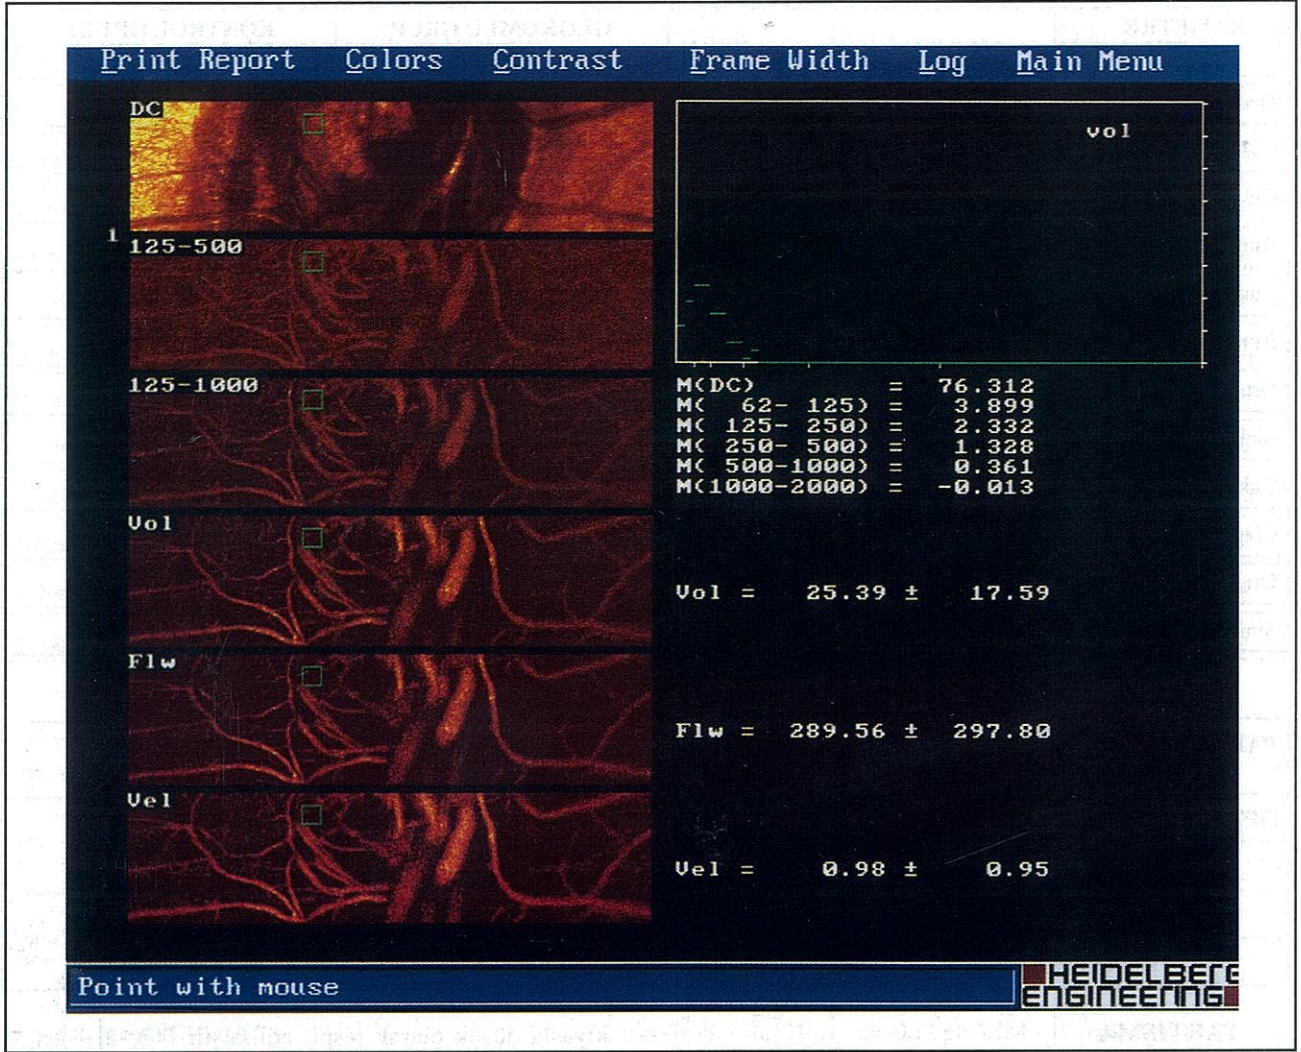 Print Report Colors Contrast Frame Width Log Main Menu
DC
1
125-500
125-1000
Vol
Flw
Vel
vol
M(DC) = 76.312
M( 62- 125) = 3.899
M( 125- 250) = 2.332
M( 250- 500) = 1.328
M( 500-1000) = 0.361
M(1000-2000) = -0.013
Vol = 25.39 ± 17.59
Flw = 289.56 ± 297.80
Vel = 0.98 ± 0.95
Point with mouse
HEIDELBERG
ENGINEERING